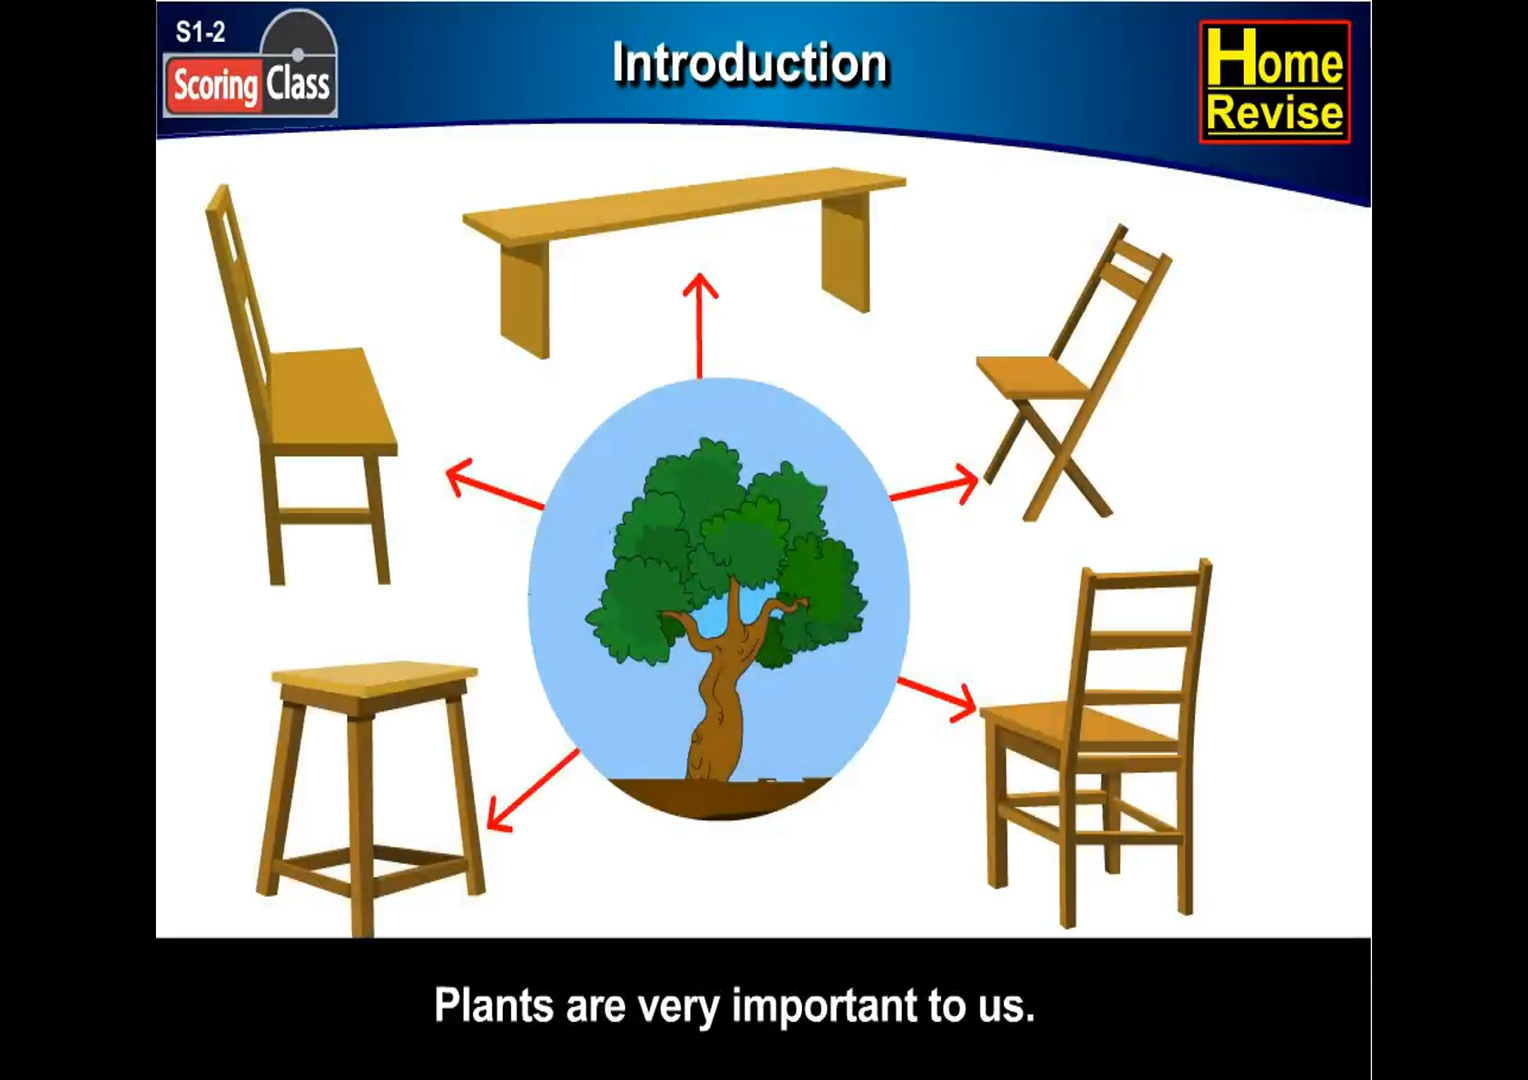 S1-2
Scoring Class
Introduction
Home
Revise
Plants are very important to us.